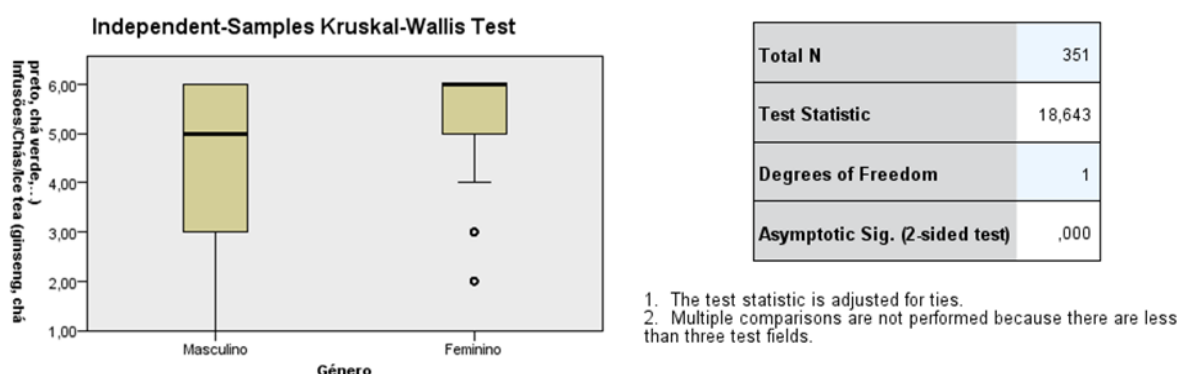 Independent-Samples Kruskal-Wallis Test
Infusões/Chás/Ice tea (ginseng, chá
preto, chá verde,...)
6,00
5,00
4,00
3,00
2,00
1,00
Masculino Feminino
Género
Total N 351
Test Statistic 18,643
Degrees of Freedom 1
Asymptotic Sig. (2-sided test) ,000
1. The test statistic is adjusted for ties.
2. Multiple comparisons are not performed because there are less
than three test fields.